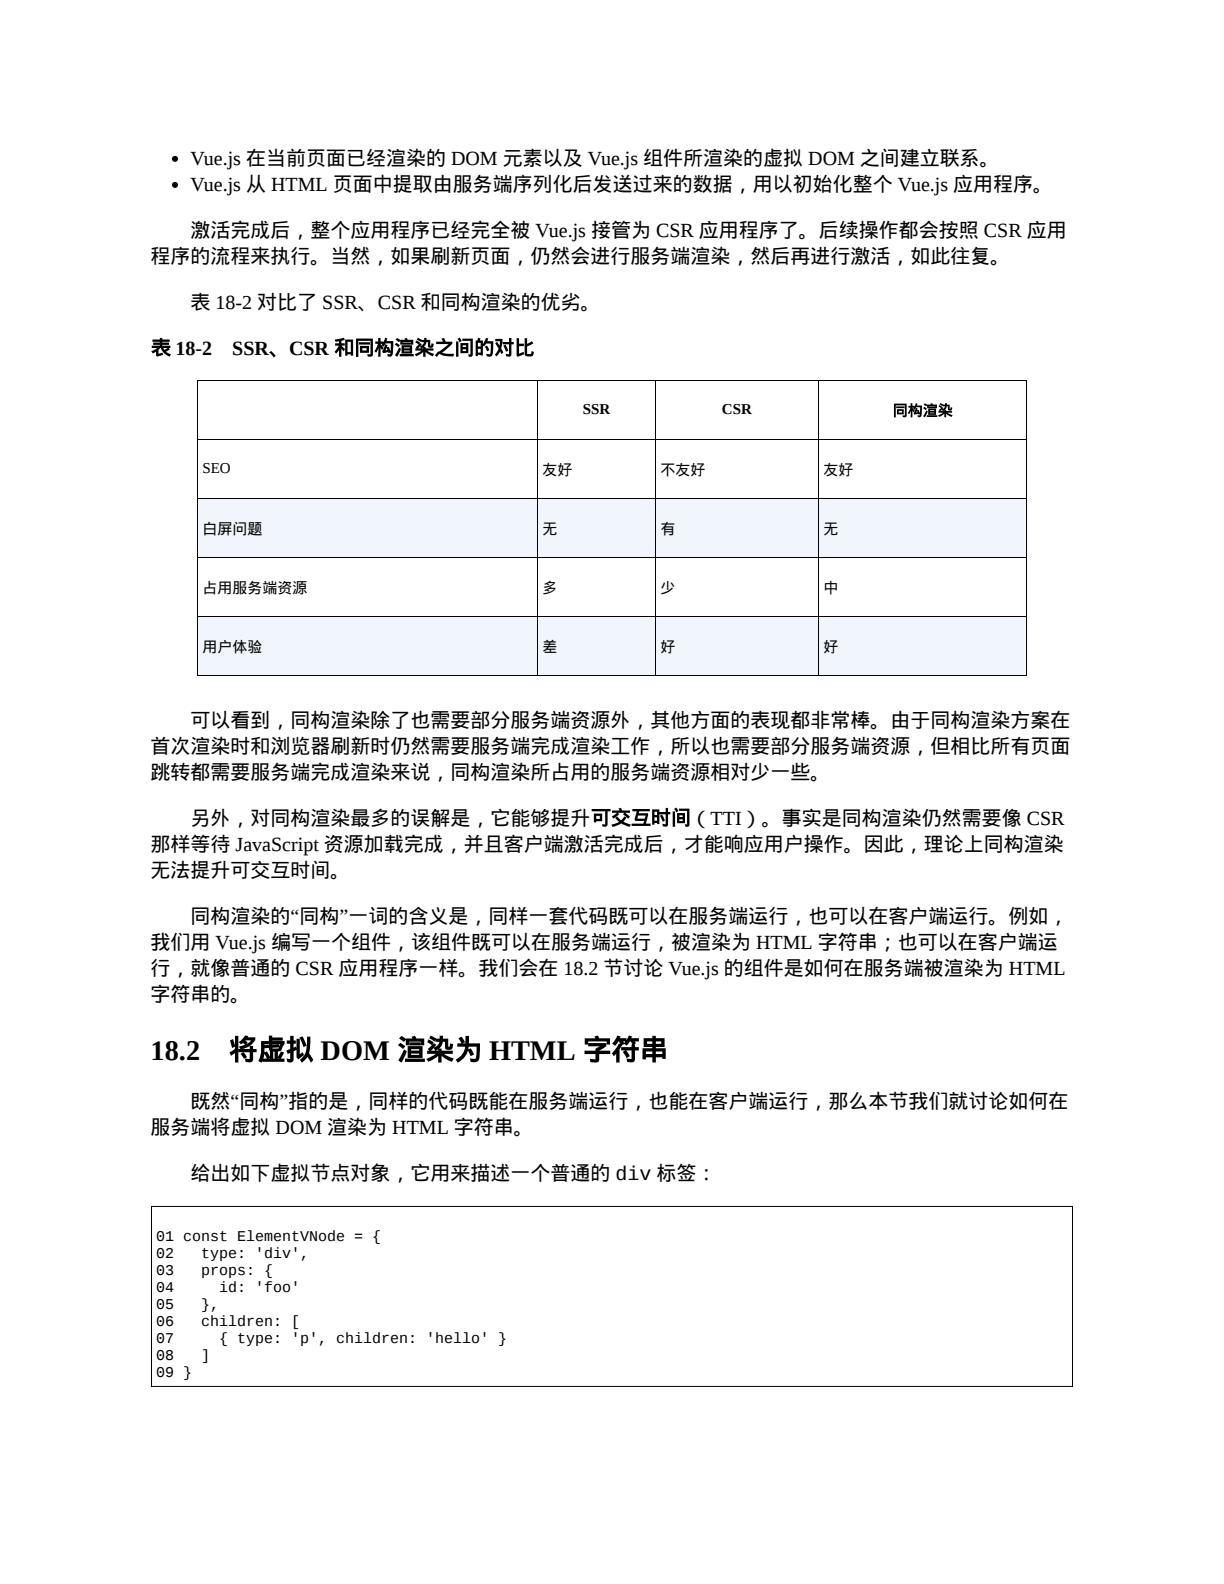 • Vue.js 在当前页面已经渲染的 DOM 元素以及 Vue.js 组件所渲染的虚拟 DOM 之间建立联系。
• Vue.js 从 HTML 页面中提取由服务端序列化后发送过来的数据，用以初始化整个 Vue.js 应用程序。
激活完成后，整个应用程序已经完全被 Vue.js 接管为 CSR 应用程序了。后续操作都会按照 CSR 应用
程序的流程来执行。当然，如果刷新页面，仍然会进行服务端渲染，然后再进行激活，如此往复。
表 18-2 对比了 SSR、CSR 和同构渲染的优劣。
表 18-2　SSR、CSR 和同构渲染之间的对比
SSR CSR 同构渲染
SEO 友好 不友好 友好
白屏问题 无 有 无
占用服务端资源 多 少 中
用户体验 差 好 好
可以看到，同构渲染除了也需要部分服务端资源外，其他方面的表现都非常棒。由于同构渲染方案在
首次渲染时和浏览器刷新时仍然需要服务端完成渲染工作，所以也需要部分服务端资源，但相比所有页面
跳转都需要服务端完成渲染来说，同构渲染所占用的服务端资源相对少一些。
另外，对同构渲染最多的误解是，它能够提升可交互时间（TTI）。事实是同构渲染仍然需要像 CSR
那样等待 JavaScript 资源加载完成，并且客户端激活完成后，才能响应用户操作。因此，理论上同构渲染
无法提升可交互时间。
同构渲染的“同构”一词的含义是，同样一套代码既可以在服务端运行，也可以在客户端运行。例如，
我们用 Vue.js 编写一个组件，该组件既可以在服务端运行，被渲染为 HTML 字符串；也可以在客户端运
行，就像普通的 CSR 应用程序一样。我们会在 18.2 节讨论 Vue.js 的组件是如何在服务端被渲染为 HTML
字符串的。
18.2　将虚拟 DOM 渲染为 HTML 字符串
既然“同构”指的是，同样的代码既能在服务端运行，也能在客户端运行，那么本节我们就讨论如何在
服务端将虚拟 DOM 渲染为 HTML 字符串。
给出如下虚拟节点对象，它用来描述一个普通的 div 标签：
01 const ElementVNode = {
02   type: 'div',
03   props: {
04     id: 'foo'
05   },
06   children: [
07     { type: 'p', children: 'hello' }
08   ]
09 }